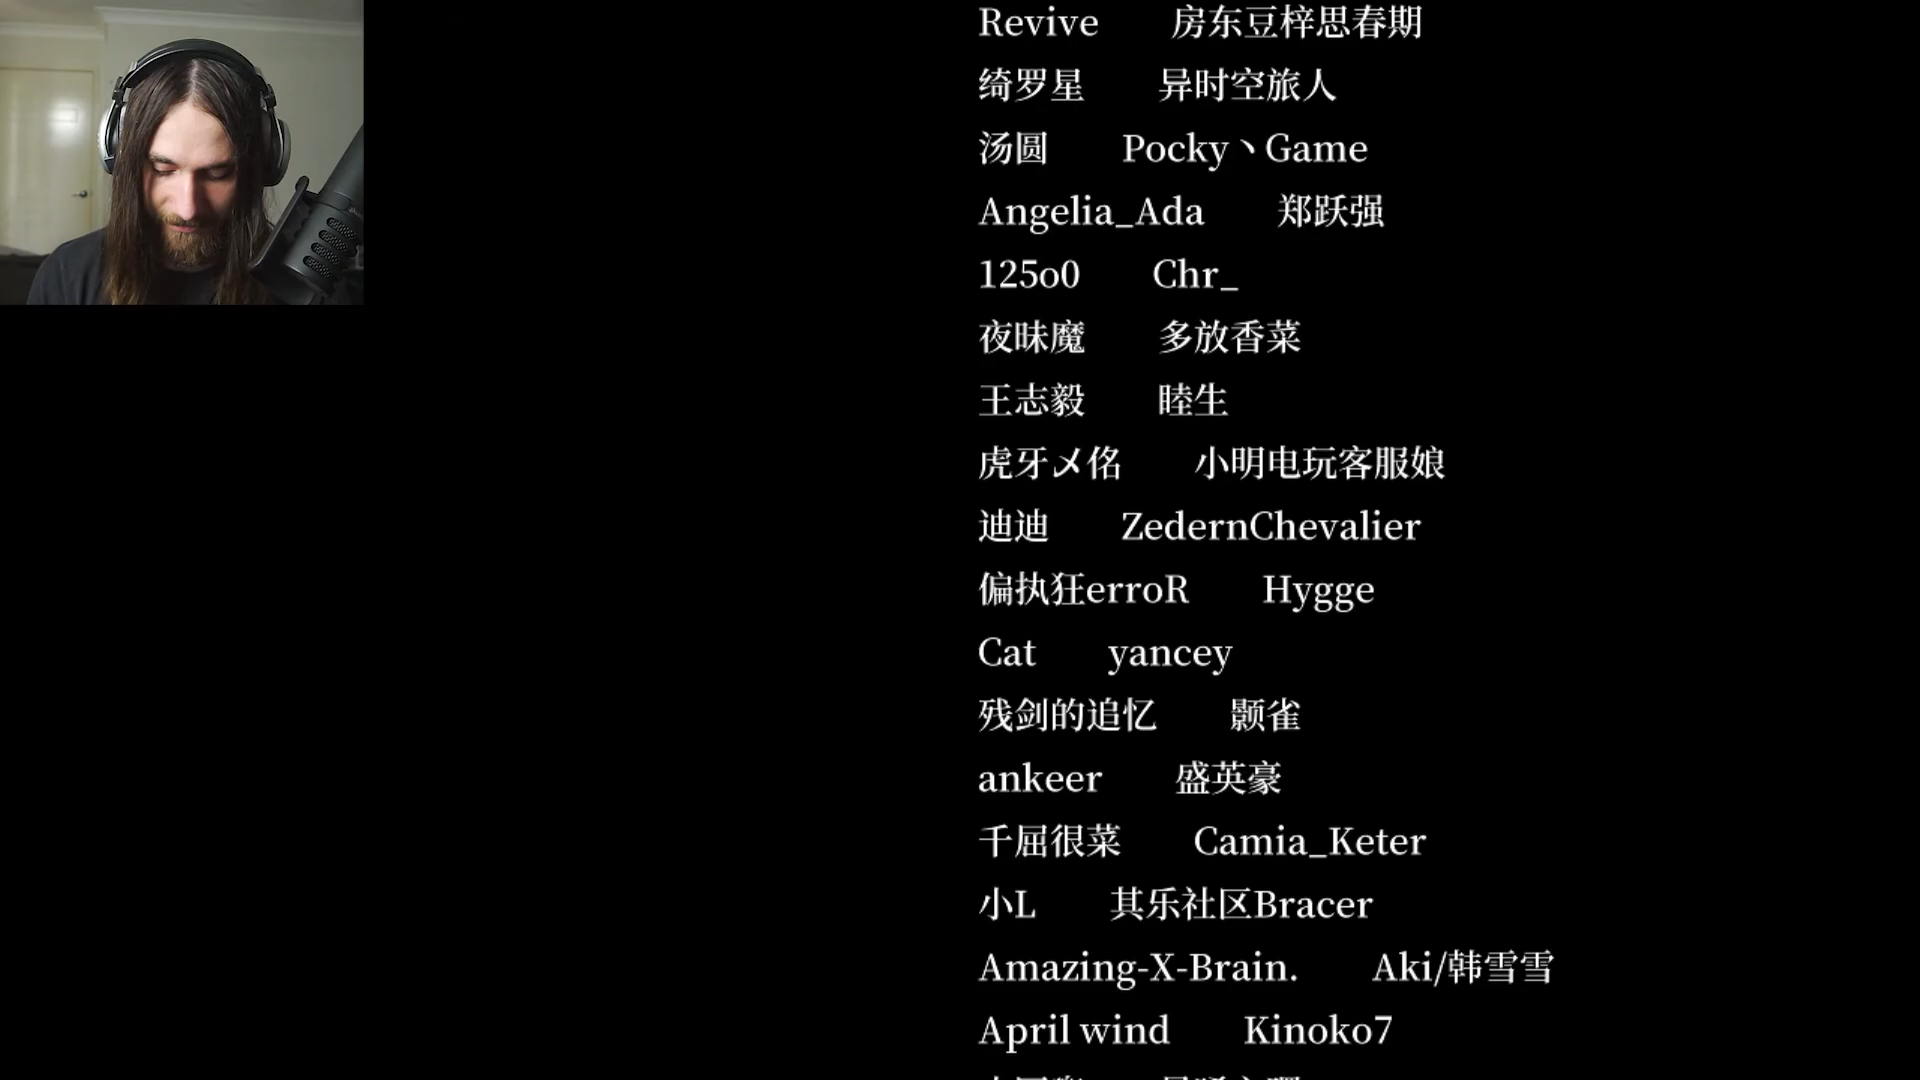 Revive 房东豆梓思春期
绮罗星 异时空旅人
汤圆 Pocky丶Game
Angelia_Ada 郑跃强
125o0 Chr_
夜昧魔 多放香菜
王志毅 睦生
虎牙メ佲 小明电玩客服娘
迪迪 ZedernChevalier
偏执狂erroR Hygge
Cat yancey
残剑的追忆 颢雀
ankeer 盛英豪
千屈很菜 Camia_Keter
小L 其乐社区Bracer
Amazing-X-Brain. Aki/韩雪雪
April wind Kinoko7